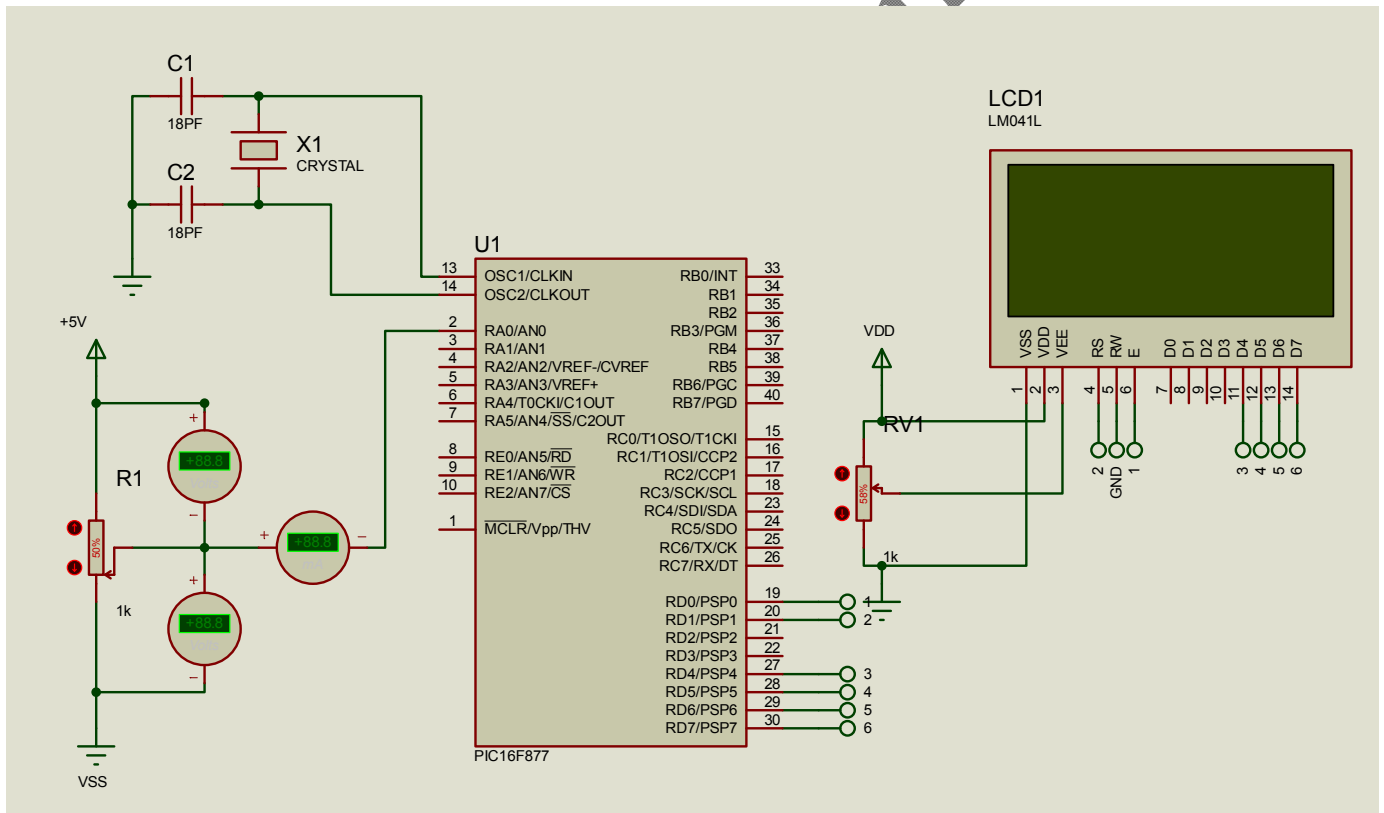 C1
18PF
X1
CRYSTAL
C2
18PF
LCD1
LM041L
VSS
VDD
VEE
RS
RW
E
D0
D1
D2
D3
D4
D5
D6
D7
1
2
3
4
5
6
7
8
9
10
11
12
13
14
2
GND
1
3
4
5
6
U1
13 OSC1/CLKIN
14 OSC2/CLKOUT
2 RA0/AN0
3 RA1/AN1
4 RA2/AN2/VREF-/CVREF
5 RA3/AN3/VREF+
6 RA4/T0CKI/C1OUT
7 RA5/AN4/SS/C2OUT
8 RE0/AN5/RD
9 RE1/AN6/WR
10 RE2/AN7/CS
1 MCLR/Vpp/THV
RB0/INT 33
RB1 34
RB2 35
RB3/PGM 36
RB4 37
RB5 38
RB6/PGC 39
RB7/PGD 40
RC0/T1OSO/T1CKI 15
RC1/T1OSI/CCP2 16
RC2/CCP1 17
RC3/SCK/SCL 18
RC4/SDI/SDA 23
RC5/SDO 24
RC6/TX/CK 25
RC7/RX/DT 26
RD0/PSP0 19 1
RD1/PSP1 20 2
RD2/PSP2 21
RD3/PSP3 22
RD4/PSP4 27 3
RD5/PSP5 28 4
RD6/PSP6 29 5
RD7/PSP7 30 6
PIC16F877
+5V
+
+88.8
Volts
−
R1
50%
1k
+
+88.8
mA
−
+
+88.8
Volts
−
VSS
VDD
RV1
58%
1k